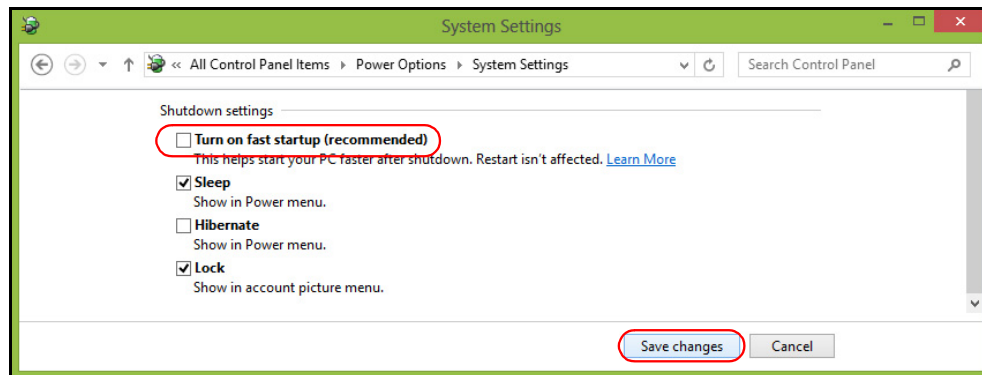 System Settings
« All Control Panel Items Power Options System Settings Search Control Panel
Shutdown settings
Turn on fast startup (recommended)
This helps start your PC faster after shutdown. Restart isn't affected. Learn More
Sleep
Show in Power menu.
Hibernate
Show in Power menu.
Lock
Show in account picture menu.
Save changes Cancel